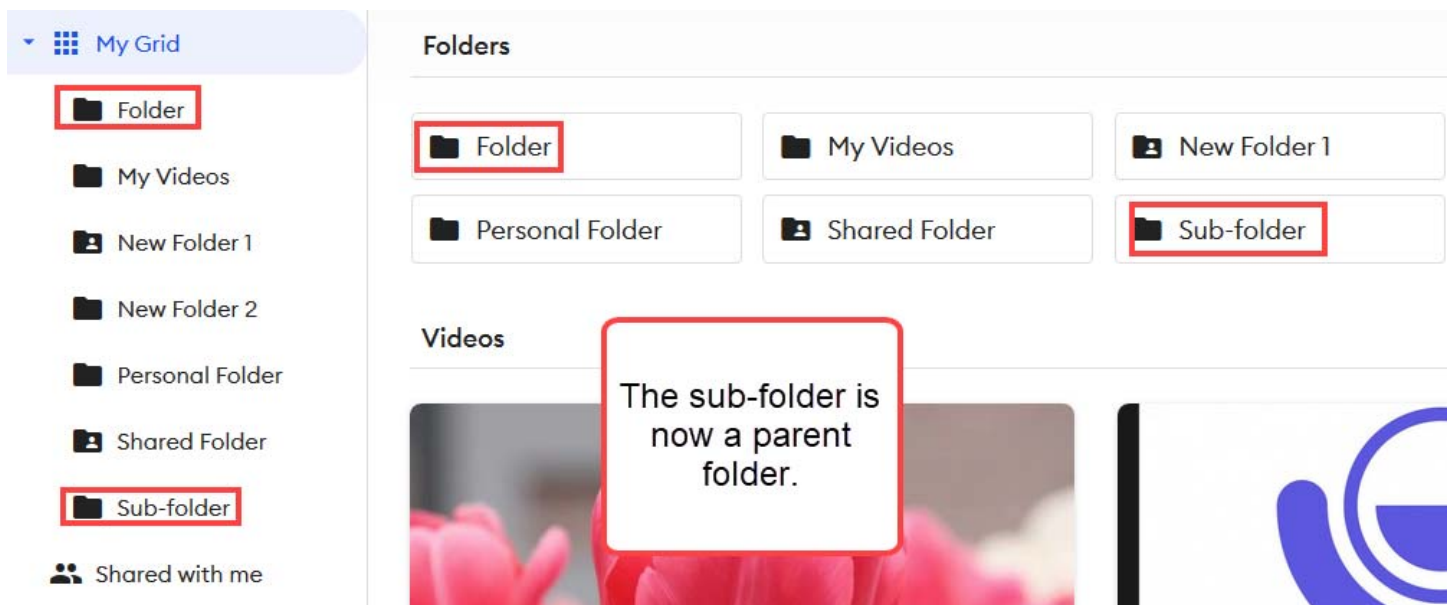 My Grid
Folder
My Videos
New Folder 1
New Folder 2
Personal Folder
Shared Folder
Sub-folder
Shared with me
Folders
Folder
My Videos
New Folder 1
Personal Folder
Shared Folder
Sub-folder
Videos
The sub-folder is
now a parent
folder.